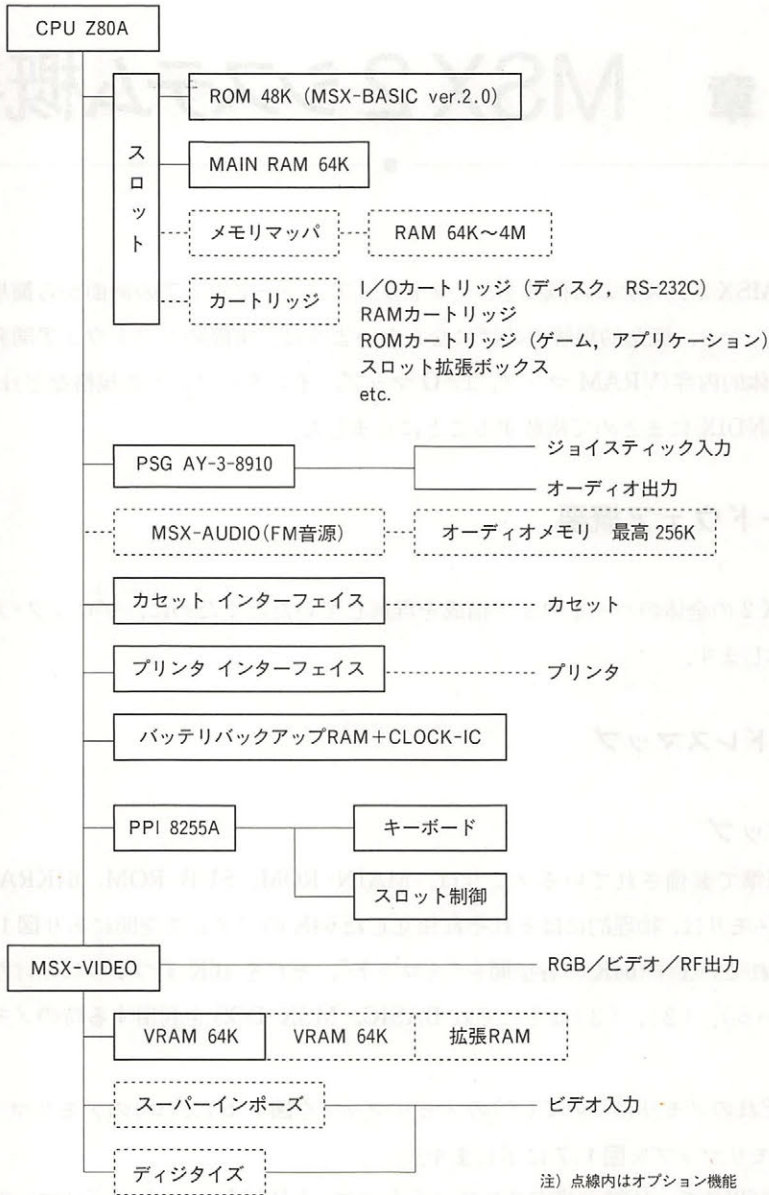 CPU Z80A
ROM 48K (MSX-BASIC ver.2.0)
スロット
MAIN RAM 64K
メモリマッパ RAM 64K～4M
カートリッジ I／Oカートリッジ（ディスク，RS-232C）
RAMカートリッジ
ROMカートリッジ（ゲーム，アプリケーション）
スロット拡張ボックス
etc.
PSG AY-3-8910 ジョイスティック入力
オーディオ出力
MSX-AUDIO(FM音源) オーディオメモリ 最高 256K
カセット インターフェイス カセット
プリンタ インターフェイス プリンタ
バッテリバックアップRAM＋CLOCK-IC
PPI 8255A キーボード
スロット制御
MSX-VIDEO RGB／ビデオ／RF出力
VRAM 64K VRAM 64K 拡張RAM
スーパーインポーズ ビデオ入力
ディジタイズ
注）点線内はオプション機能